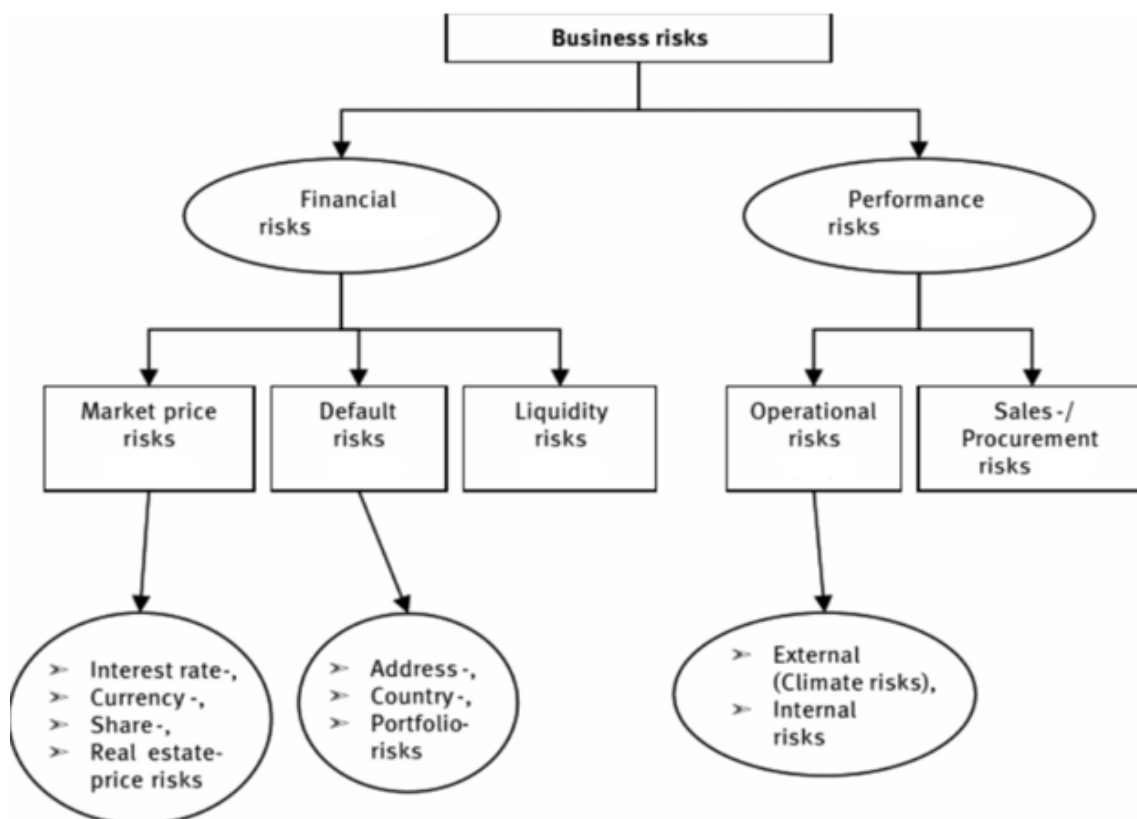 Business risks
Financial
risks
Performance
risks
Market price
risks
Default
risks
Liquidity
risks
Operational
risks
Sales-/
Procurement
risks
➢ Interest rate-,
➢ Currency-,
➢ Share-,
➢ Real estate-
price risks
➢ Address-,
➢ Country-,
➢ Portfolio-
risks
➢ External
(Climate risks),
➢ Internal
risks